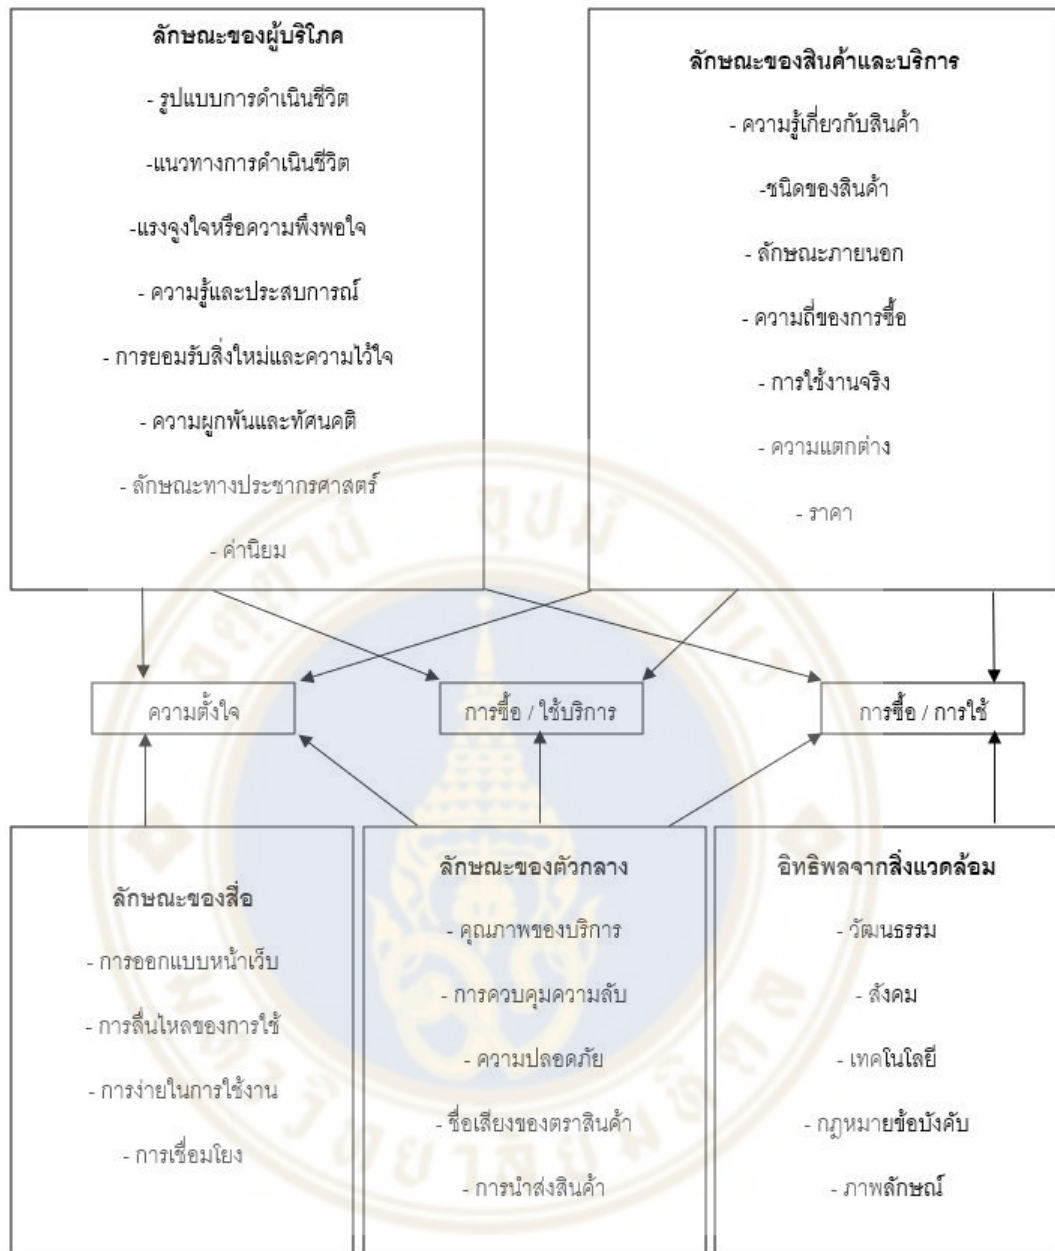 ลักษณะของผู้บริโภค
- รูปแบบการดำเนินชีวิต
-แนวทางการดำเนินชีวิต
-แรงจูงใจหรือความพึงพอใจ
- ความรู้และประสบการณ์
- การยอมรับสิ่งใหม่และความไว้ใจ
- ความผูกพันและทัศนคติ
- ลักษณะทางประชากรศาสตร์
- ค่านิยม
ลักษณะของสินค้าและบริการ
- ความรู้เกี่ยวกับสินค้า
-ชนิดของสินค้า
- ลักษณะภายนอก
- ความถี่ของการซื้อ
- การใช้งานจริง
- ความแตกต่าง
- ราคา
ความตั้งใจ
การซื้อ / ใช้บริการ
การซื้อ / การใช้
ลักษณะของสื่อ
- การออกแบบหน้าเว็บ
- การลื่นไหลของการใช้
- การง่ายในการใช้งาน
- การเชื่อมโยง
ลักษณะของตัวกลาง
- คุณภาพของบริการ
- การควบคุมความลับ
- ความปลอดภัย
- ชื่อเสียงของตราสินค้า
- การนำส่งสินค้า
อิทธิพลจากสิ่งแวดล้อม
- วัฒนธรรม
- สังคม
- เทคโนโลยี
- กฎหมายข้อบังคับ
- ภาพลักษณ์
มหาวิทยาลัยมหิดล